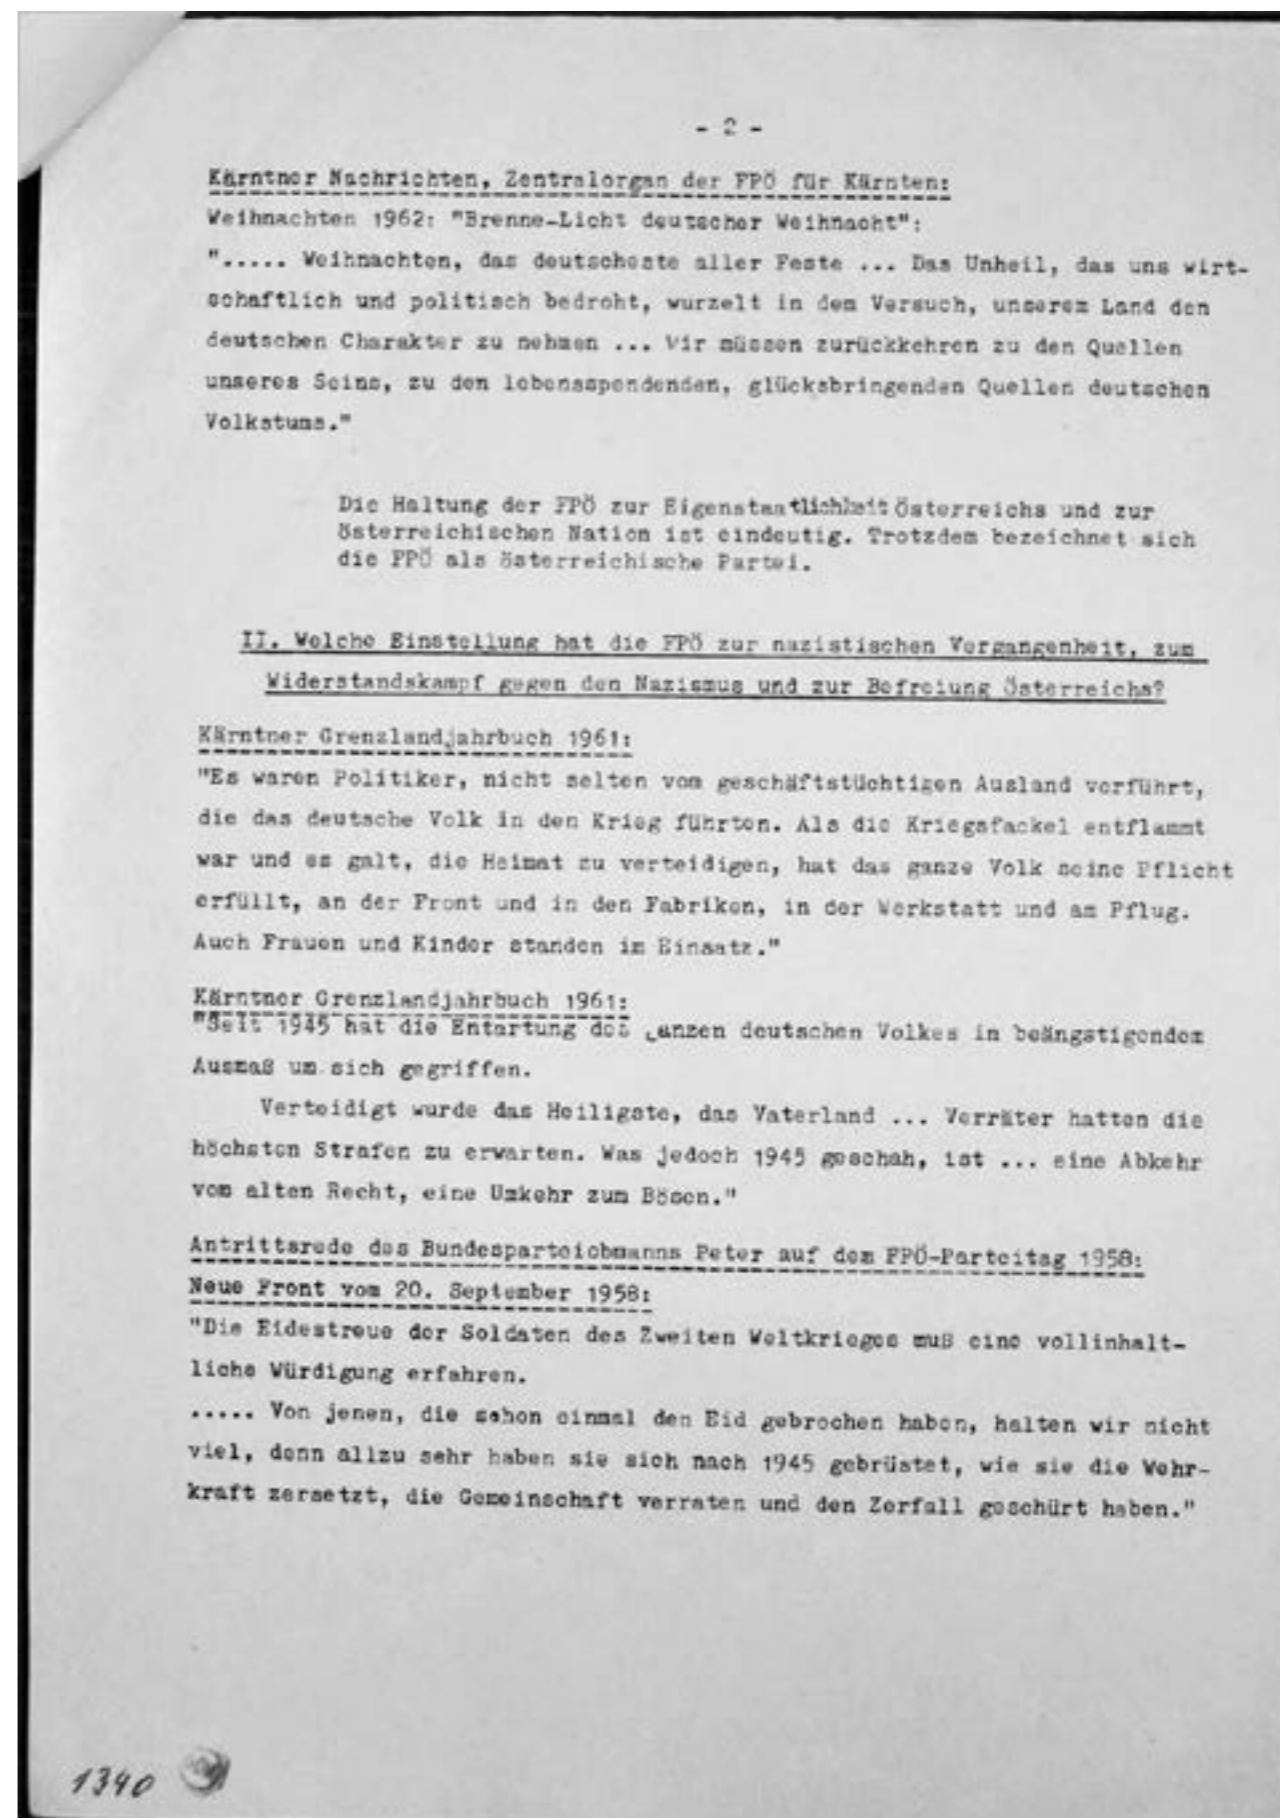 - 2 -
Kärntner Nachrichten, Zentralorgan der FPÖ für Kärnten:
Weihnachten 1962: "Brenne-Licht deutscher Weihnacht":
"..... Weihnachten, das deutscheste aller Feste ... Das Unheil, das uns wirt-
schaftlich und politisch bedroht, wurzelt in dem Versuch, unserem Land den
deutschen Charakter zu nehmen ... Wir müssen zurückkehren zu den Quellen
unseres Seins, zu den lebensspendenden, glücksbringenden Quellen deutschen
Volkstums."
Die Haltung der FPÖ zur Eigenstaatlichkeit Österreichs und zur
österreichischen Nation ist eindeutig. Trotzdem bezeichnet sich
die FPÖ als österreichische Partei.
II. Welche Einstellung hat die FPÖ zur nazistischen Vergangenheit, zum
Widerstandskampf gegen den Nazismus und zur Befreiung Österreichs?
Kärntner Grenzlandjahrbuch 1961:
"Es waren Politiker, nicht selten vom geschäftstüchtigen Ausland verführt,
die das deutsche Volk in den Krieg führten. Als die Kriegsfackel entflammt
war und es galt, die Heimat zu verteidigen, hat das ganze Volk seine Pflicht
erfüllt, an der Front und in den Fabriken, in der Werkstatt und am Pflug.
Auch Frauen und Kinder standen im Einsatz."
Kärntner Grenzlandjahrbuch 1961:
"Seit 1945 hat die Entartung des ganzen deutschen Volkes in beängstigendem
Ausmaß um sich gegriffen.
Verteidigt wurde das Heiligste, das Vaterland ... Verräter hatten die
höchsten Strafen zu erwarten. Was jedoch 1945 geschah, ist ... eine Abkehr
vom alten Recht, eine Umkehr zum Bösen."
Antrittsrede des Bundesparteiobmanns Peter auf dem FPÖ-Parteitag 1958:
Neue Front vom 20. September 1958:
"Die Eidestreue der Soldaten des Zweiten Weltkrieges muß eine vollinhalt-
liche Würdigung erfahren.
..... Von jenen, die schon einmal den Eid gebrochen haben, halten wir nicht
viel, denn allzu sehr haben sie sich nach 1945 gebrüstet, wie sie die Wehr-
kraft zersetzt, die Gemeinschaft verraten und den Zerfall geschürt haben."
1340